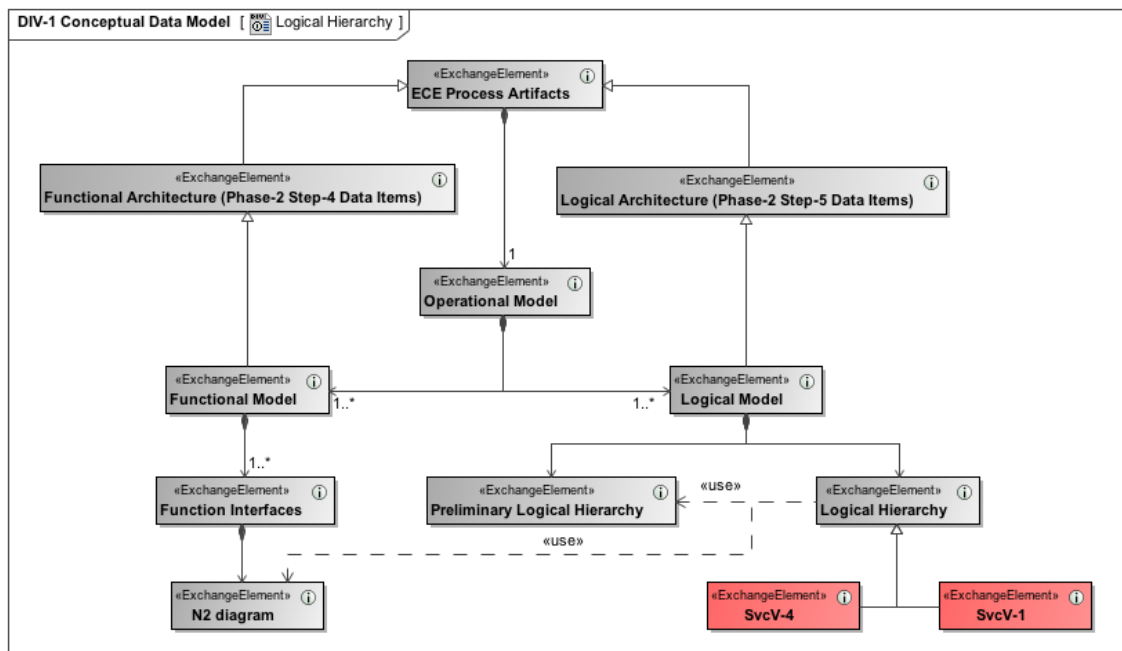 DIV-1 Conceptual Data Model [ Logical Hierarchy ]
«ExchangeElement»
ECE Process Artifacts
«ExchangeElement»
Functional Architecture (Phase-2 Step-4 Data Items)
«ExchangeElement»
Logical Architecture (Phase-2 Step-5 Data Items)
1
«ExchangeElement»
Operational Model
«ExchangeElement»
Functional Model
1..*
1..*
«ExchangeElement»
Logical Model
1..*
«ExchangeElement»
Function Interfaces
«ExchangeElement»
Preliminary Logical Hierarchy
«use»
«ExchangeElement»
Logical Hierarchy
«use»
«ExchangeElement»
N2 diagram
«ExchangeElement»
SvcV-4
«ExchangeElement»
SvcV-1